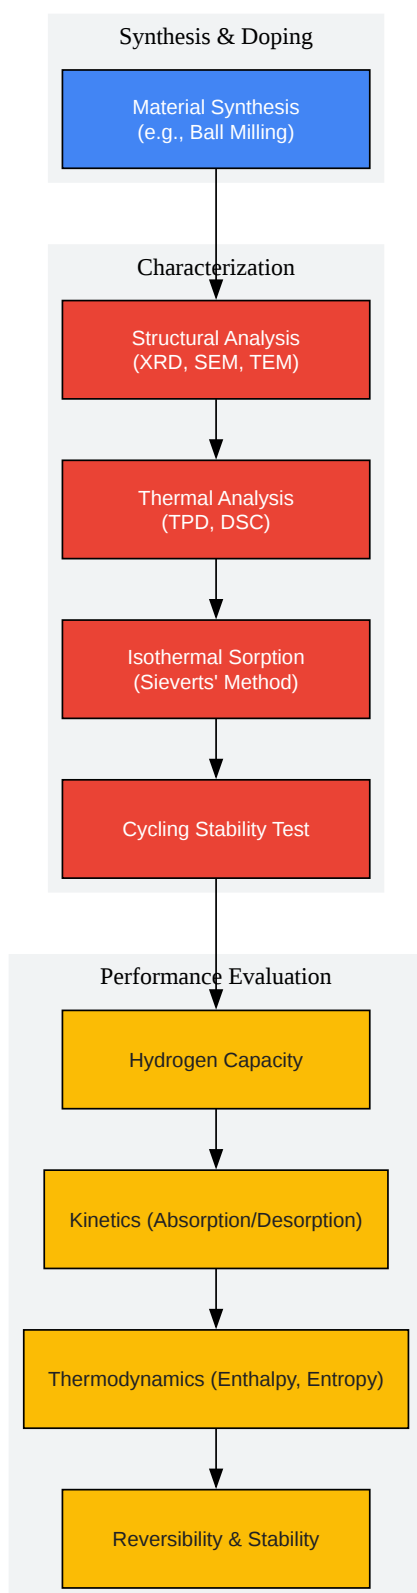 Synthesis & Doping
Material Synthesis
(e.g., Ball Milling)
Characterization
Structural Analysis
(XRD, SEM, TEM)
Thermal Analysis
(TPD, DSC)
Isothermal Sorption
(Sieverts' Method)
Cycling Stability Test
Performance Evaluation
Hydrogen Capacity
Kinetics (Absorption/Desorption)
Thermodynamics (Enthalpy, Entropy)
Reversibility & Stability